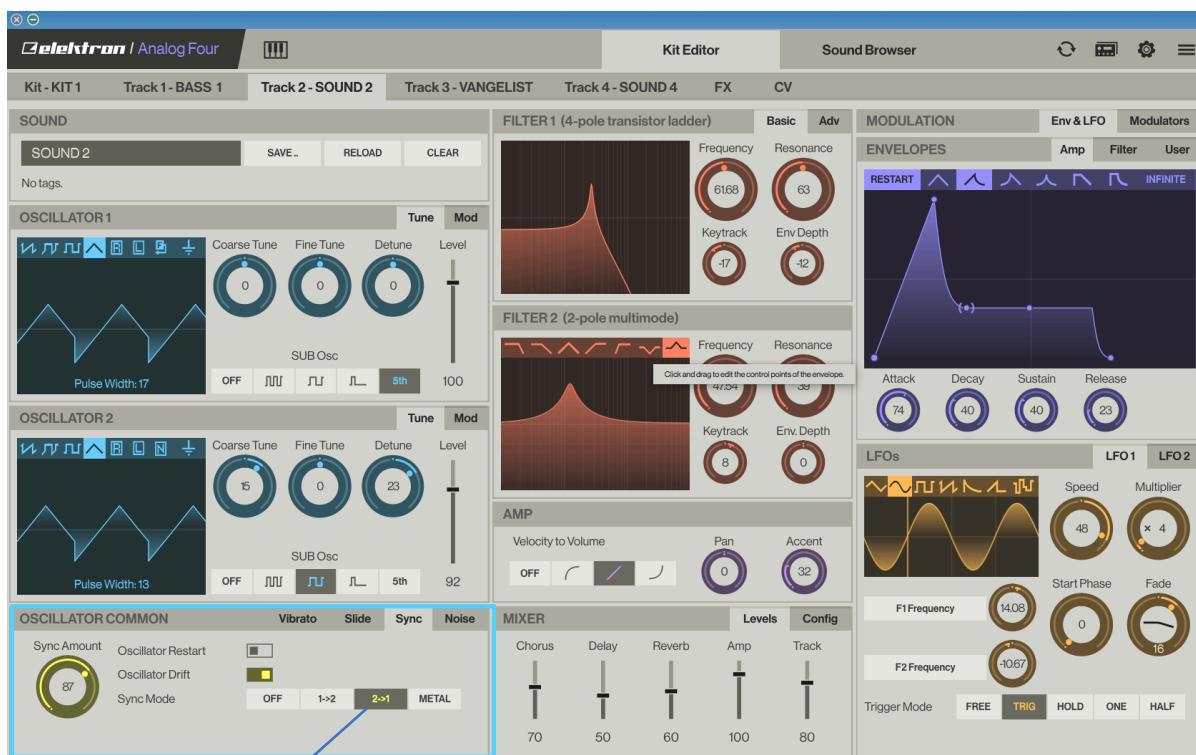 elektron | Analog Four
Kit Editor
Sound Browser
Kit - KIT 1
Track 1 - BASS 1
Track 2 - SOUND 2
Track 3 - VANGELIST
Track 4 - SOUND 4
FX
CV
SOUND
SOUND 2
SAVE..
RELOAD
CLEAR
No tags.
OSCILLATOR 1
Tune
Mod
Coarse Tune
Fine Tune
Detune
Level
R
L
0
0
0
Pulse Width: 17
SUB Osc
OFF
5th
100
OSCILLATOR 2
Tune
Mod
Coarse Tune
Fine Tune
Detune
Level
R
L
N
15
0
23
Pulse Width: 13
SUB Osc
OFF
5th
92
OSCILLATOR COMMON
Vibrato
Slide
Sync
Noise
Sync Amount
87
Oscillator Restart
Oscillator Drift
Sync Mode
OFF
1->2
2->1
METAL
FILTER 1 (4-pole transistor ladder)
Basic
Adv
Frequency
Resonance
61.68
63
Keytrack
Env Depth
-17
-12
FILTER 2 (2-pole multimode)
Frequency
Resonance
Click and drag to edit the control points of the envelope.
47.54
39
Keytrack
Env. Depth
8
0
AMP
Velocity to Volume
OFF
Pan
Accent
0
32
MIXER
Levels
Config
Chorus
Delay
Reverb
Amp
Track
70
50
60
100
80
MODULATION
Env & LFO
Modulators
ENVELOPES
Amp
Filter
User
RESTART
INFINITE
Attack
Decay
Sustain
Release
74
40
40
23
LFOs
LFO 1
LFO 2
Speed
Multiplier
48
× 4
Start Phase
Fade
0
16
F1 Frequency
14.08
F2 Frequency
-10.67
Trigger Mode
FREE
TRIG
HOLD
ONE
HALF